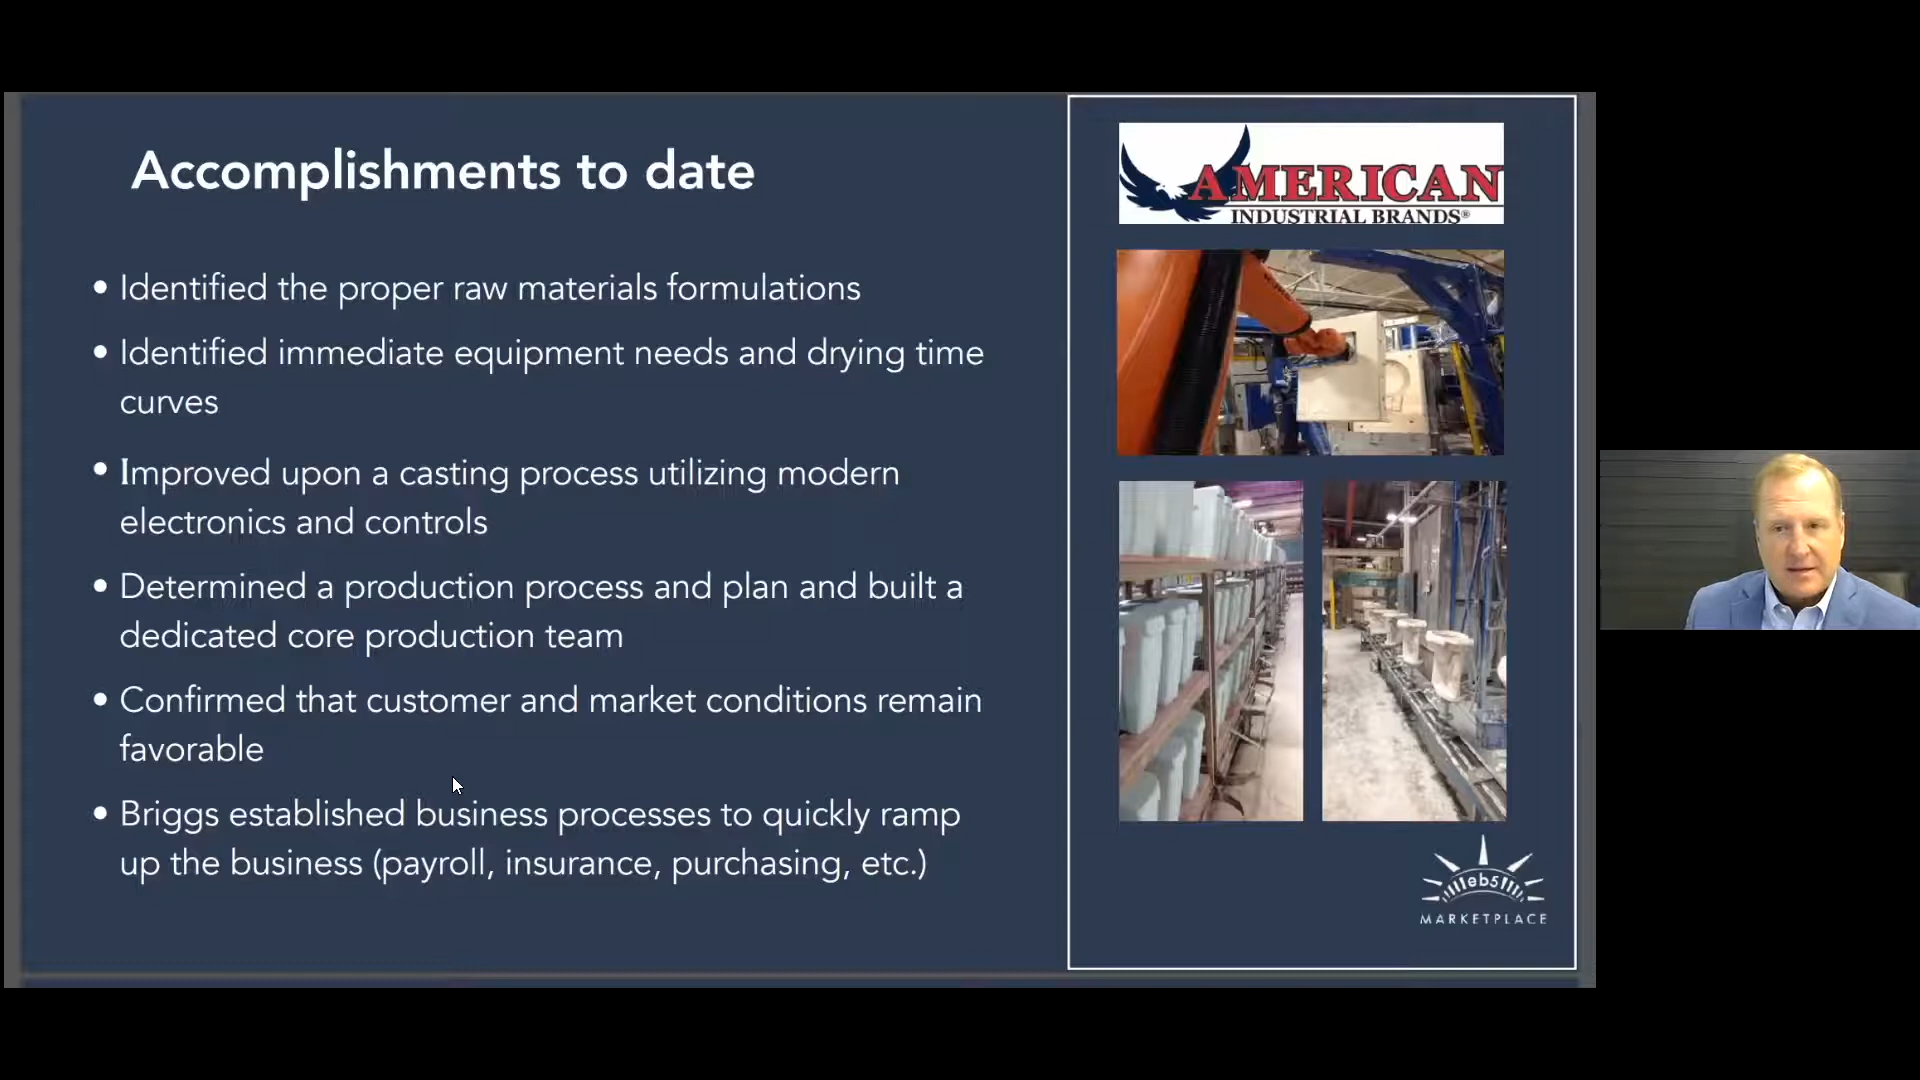 Accomplishments to date
• Identified the proper raw materials formulations
• Identified immediate equipment needs and drying time
curves
• Improved upon a casting process utilizing modern
electronics and controls
• Determined a production process and plan and built a
dedicated core production team
• Confirmed that customer and market conditions remain
favorable
• Briggs established business processes to quickly ramp
up the business (payroll, insurance, purchasing, etc.)
AMERICAN
INDUSTRIAL BRANDS®
eb5
MARKETPLACE